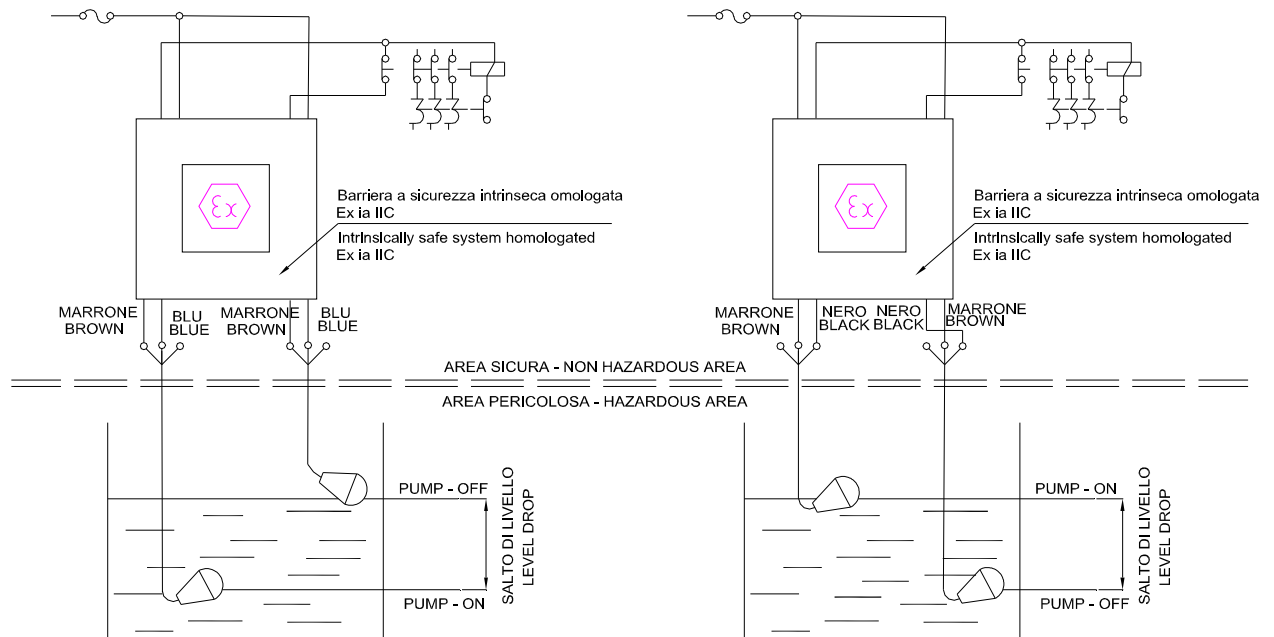 Ex
Barriera a sicurezza intrinseca omologata
Ex ia IIC
Intrinsically safe system homologated
Ex ia IIC
MARRONE
BROWN
BLU
BLUE
MARRONE
BROWN
BLU
BLUE
Ex
Barriera a sicurezza intrinseca omologata
Ex ia IIC
Intrinsically safe system homologated
Ex ia IIC
MARRONE
BROWN
NERO
BLACK
NERO
BLACK
MARRONE
BROWN
AREA SICURA - NON HAZARDOUS AREA
AREA PERICOLOSA - HAZARDOUS AREA
PUMP - OFF
PUMP - ON
SALTO DI LIVELLO
LEVEL DROP
PUMP - ON
PUMP - OFF
SALTO DI LIVELLO
LEVEL DROP